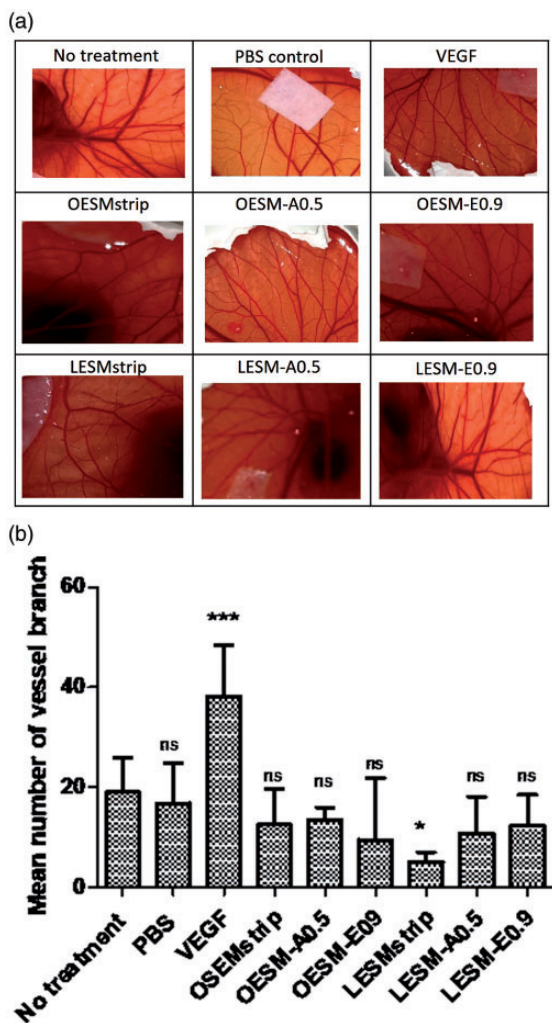 (a)
No treatment PBS control VEGF
OESMstrip OESM-A0.5 OESM-E0.9
LESMstrip LESM-A0.5 LESM-E0.9
(b)
Mean number of vessel branch
60
40
20
0
ns
***
ns
ns
ns
*
ns
ns
No treatment
PBS
VEGF
OSEMstrip
OESM-A0.5
OESM-E09
LESMstrip
LESM-A0.5
LESM-E0.9